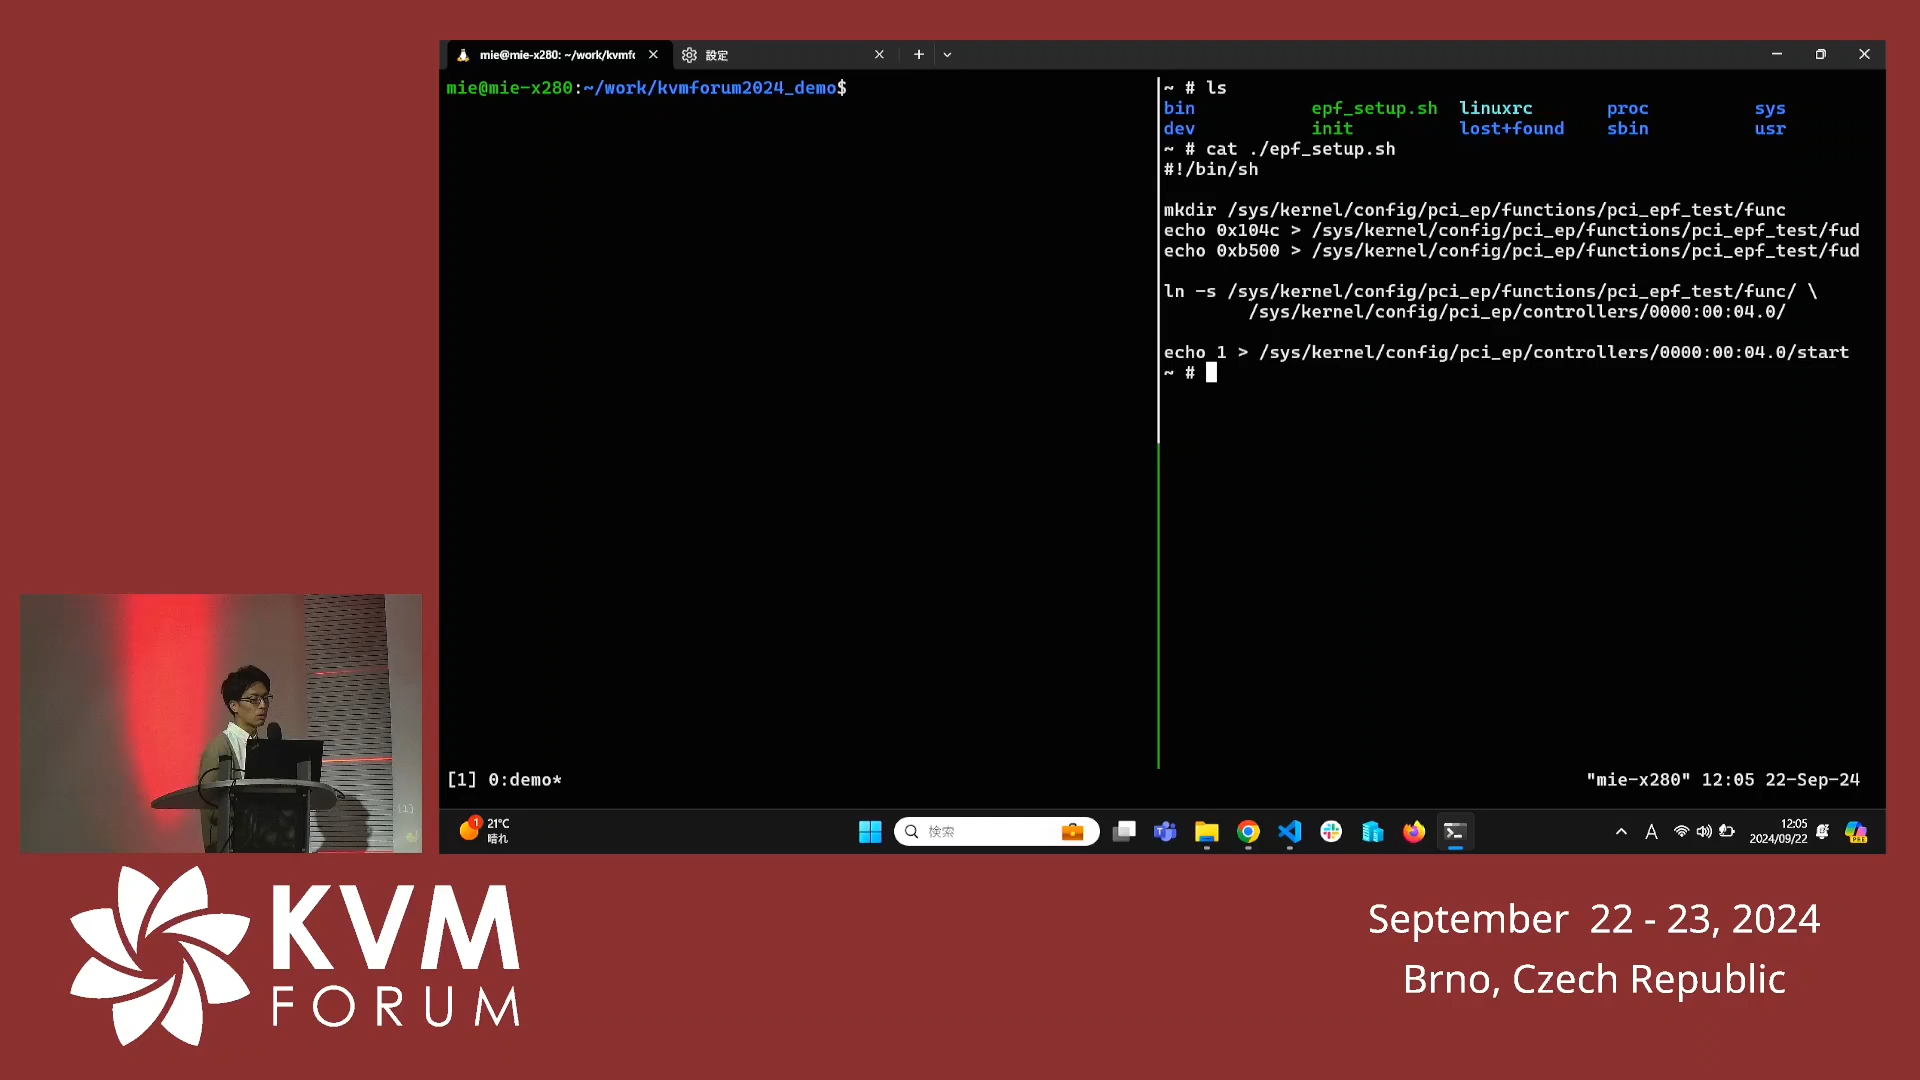 mie@mie-x280: ~/work/kvmfo
設定
mie@mie-x280:~/work/kvmforum2024_demo$
~ # ls
bin epf_setup.sh linuxrc proc sys
dev init lost+found sbin usr
~ # cat ./epf_setup.sh
#!/bin/sh
mkdir /sys/kernel/config/pci_ep/functions/pci_epf_test/func
echo 0x104c > /sys/kernel/config/pci_ep/functions/pci_epf_test/fud
echo 0xb500 > /sys/kernel/config/pci_ep/functions/pci_epf_test/fud
ln -s /sys/kernel/config/pci_ep/functions/pci_epf_test/func/ \
/sys/kernel/config/pci_ep/controllers/0000:00:04.0/
echo 1 > /sys/kernel/config/pci_ep/controllers/0000:00:04.0/start
~ #
[1] 0:demo*
"mie-x280" 12:05 22-Sep-24
1
21℃
晴れ
検索
A
12:05
2024/09/22
PRE
KVM
FORUM
September 22 - 23, 2024
Brno, Czech Republic